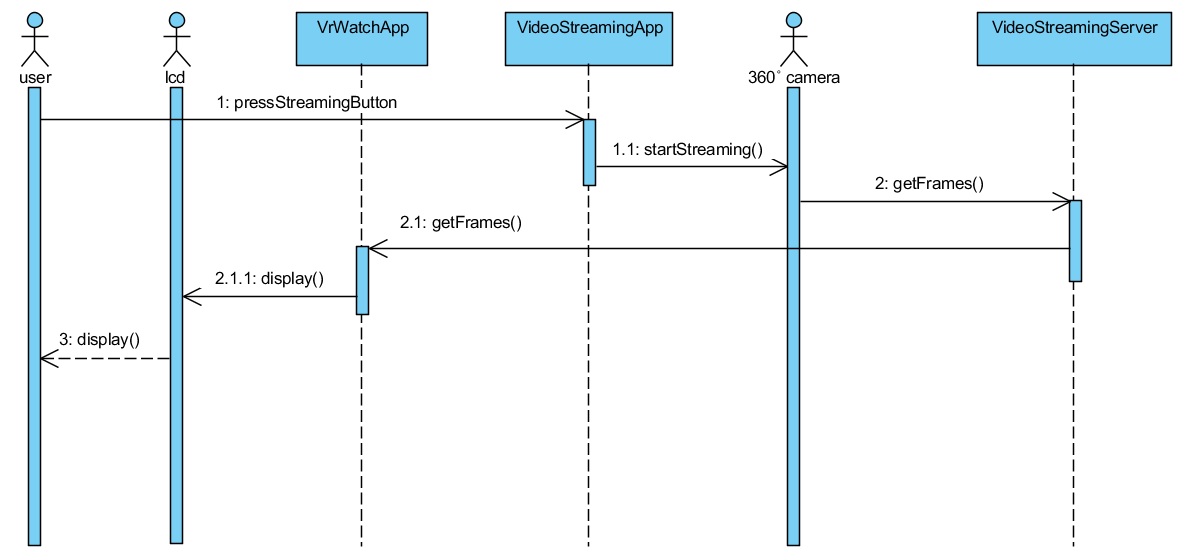 VrWatchApp
VideoStreamingApp
VideoStreamingServer
user
lcd
360° camera
1: pressStreamingButton
1.1: startStreaming()
2: getFrames()
2.1: getFrames()
2.1.1: display()
3: display()